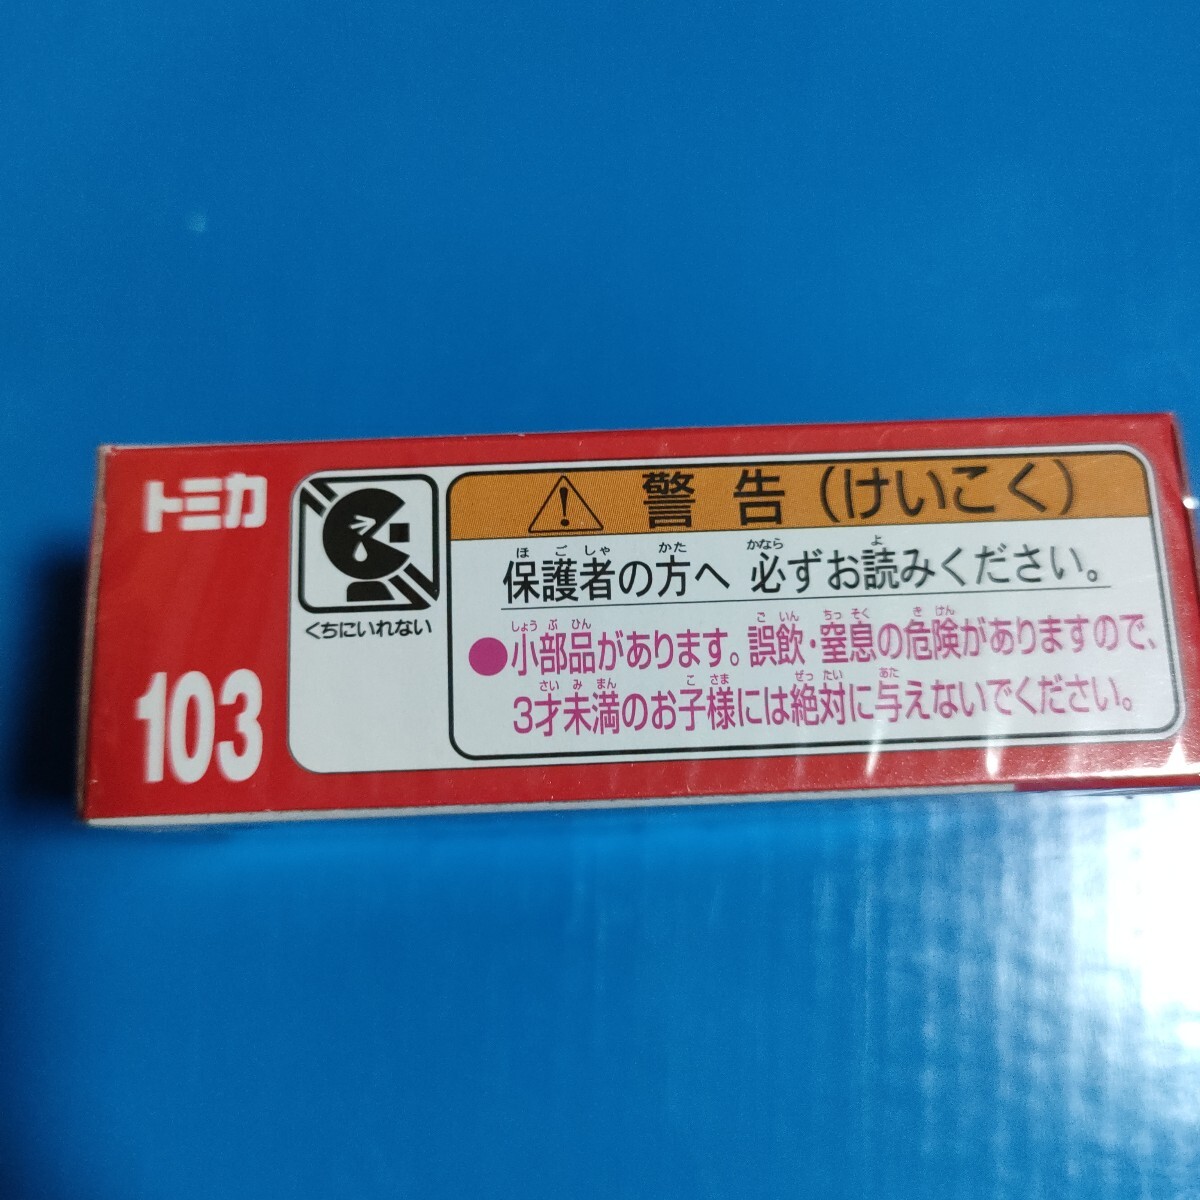 トミカ
103
くちにいれない
警告(けいこく)
ほごしゃ かた かなら よ
保護者の方へ 必ずお読みください。
しょう ぶ ひん ご いん ちっ そく き けん
●小部品があります。誤飲・窒息の危険がありますので、
さい み まん こ さま ぜっ たい あた
3才未満のお子様には絶対に与えないでください。